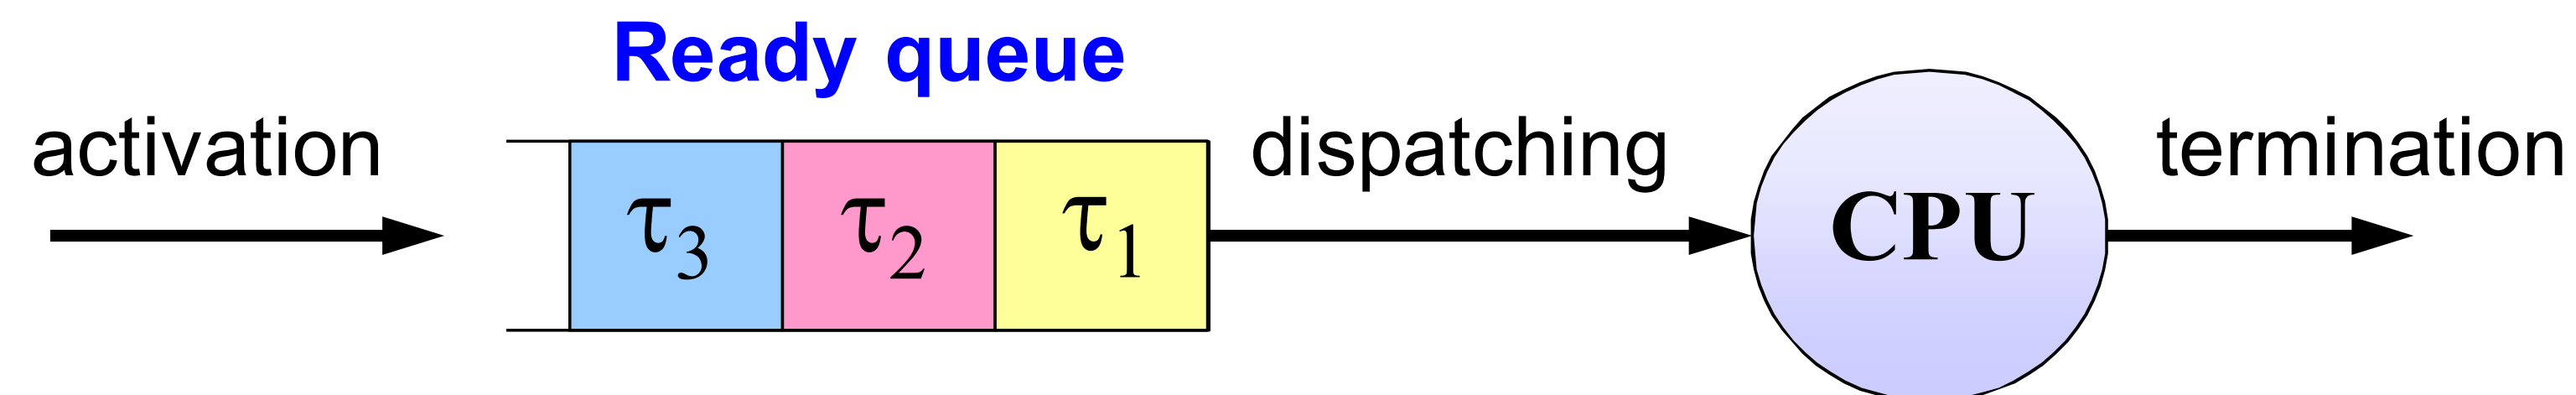 Ready queue
activation
τ3
τ2
τ1
dispatching
CPU
termination